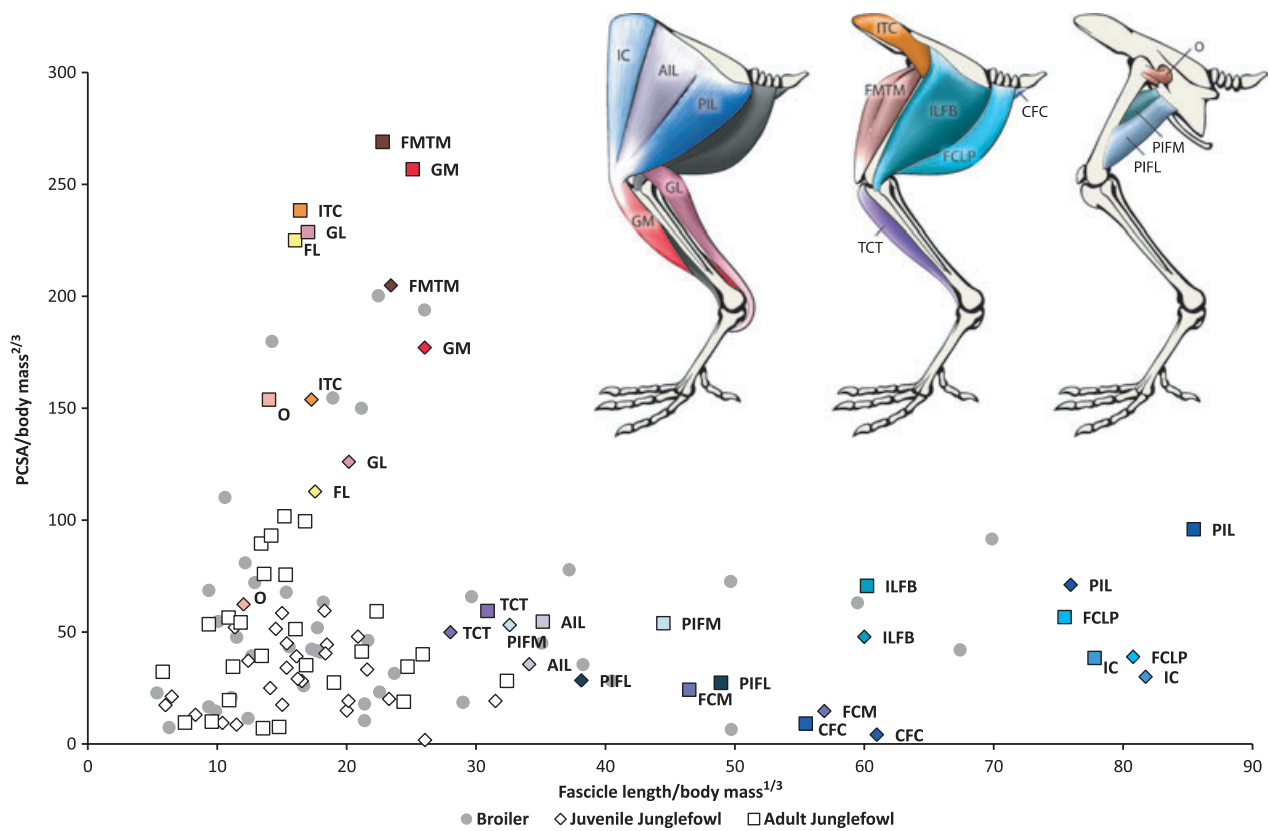 ITC
O
IC
AIL
FMTM
PIL
ILFB
CFC
PIFM
FCLP
PIFL
GL
GM
TCT
300
250
200
150
100
50
0
PCSA/body mass2/3
FMTM
GM
ITC
GL
FL
FMTM
GM
ITC
O
GL
FL
O
PIL
ILFB
PIL
TCT
FCLP
AIL
PIFM
TCT
PIFM
ILFB
AIL
IC
FCLP
IC
PIFL
PIFL
FCM
FCM
CFC
CFC
0 10 20 30 40 50 60 70 80 90
Fascicle length/body mass1/3
Broiler Juvenile Junglefowl Adult Junglefowl